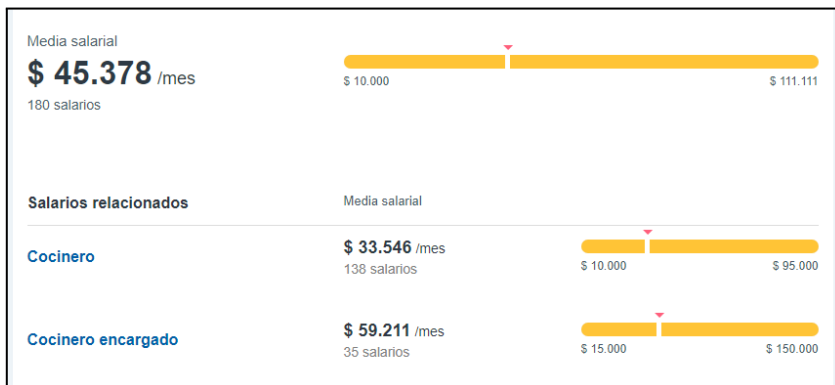 Media salarial
$ 45.378 /mes
180 salarios
$ 10.000 $ 111.111
Salarios relacionados Media salarial
Cocinero
$ 33.546 /mes
138 salarios
$ 10.000 $ 95.000
Cocinero encargado
$ 59.211 /mes
35 salarios
$ 15.000 $ 150.000